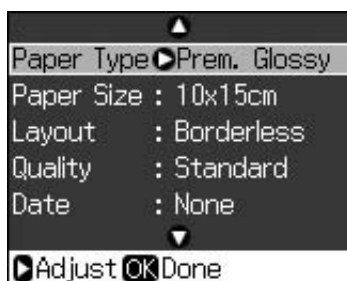 Paper Type Prem. Glossy
Paper Size : 10x15cm
Layout : Borderless
Quality : Standard
Date : None
Adjust OK Done